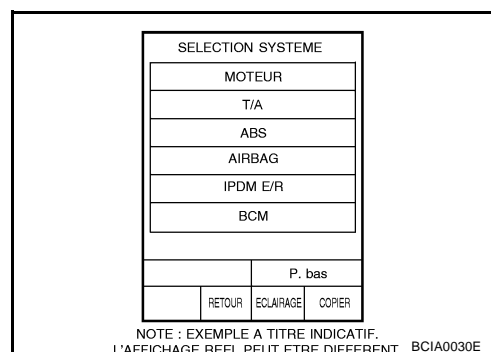 SELECTION SYSTEME
MOTEUR
T/A
ABS
AIRBAG
IPDM E/R
BCM
P. bas
RETOUR ECLAIRAGE COPIER
NOTE : EXEMPLE A TITRE INDICATIF.
L'AFFICHAGE REEL PEUT ETRE DIFFERENT. BCIA0030E